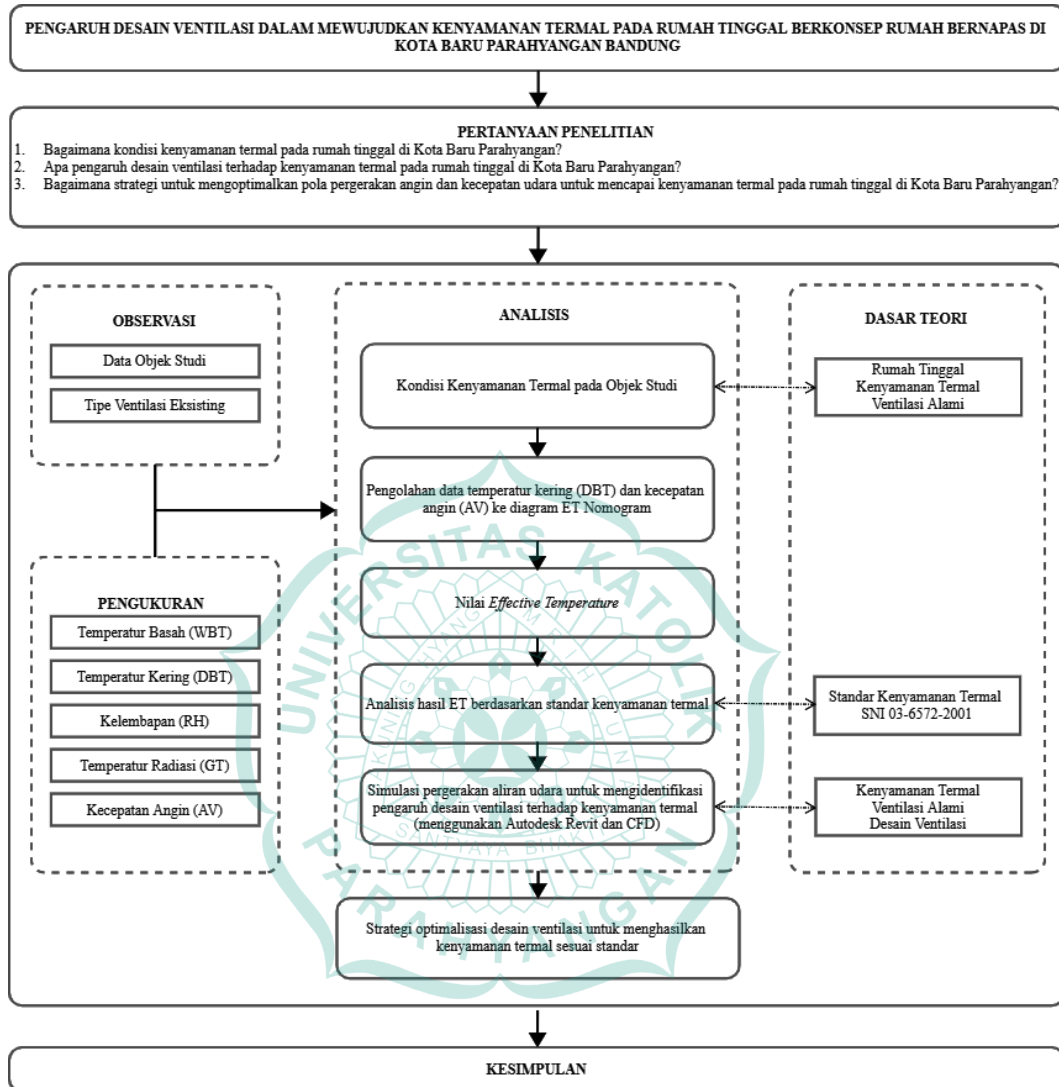 PENGARUH DESAIN VENTILASI DALAM MEWUJUDKAN KENYAMANAN TERMAL PADA RUMAH TINGGAL BERKONSEP RUMAH BERNAPAS DI
KOTA BARU PARAHYANGAN BANDUNG
PERTANYAAN PENELITIAN
1. Bagaimana kondisi kenyamanan termal pada rumah tinggal di Kota Baru Parahyangan?
2. Apa pengaruh desain ventilasi terhadap kenyamanan termal pada rumah tinggal di Kota Baru Parahyangan?
3. Bagaimana strategi untuk mengoptimalkan pola pergerakan angin dan kecepatan udara untuk mencapai kenyamanan termal pada rumah tinggal di Kota Baru Parahyangan?
OBSERVASI
Data Objek Studi
Tipe Ventilasi Eksisting
PENGUKURAN
Temperatur Basah (WBT)
Temperatur Kering (DBT)
Kelembapan (RH)
Temperatur Radiasi (GT)
Kecepatan Angin (AV)
ANALISIS
Kondisi Kenyamanan Termal pada Objek Studi
Pengolahan data temperatur kering (DBT) dan kecepatan
angin (AV) ke diagram ET Nomogram
Nilai Effective Temperature
Analisis hasil ET berdasarkan standar kenyamanan termal
Simulasi pergerakan aliran udara untuk mengidentifikasi
pengaruh desain ventilasi terhadap kenyamanan termal
(menggunakan Autodesk Revit dan CFD)
Strategi optimalisasi desain ventilasi untuk menghasilkan
kenyamanan termal sesuai standar
DASAR TEORI
Rumah Tinggal
Kenyamanan Termal
Ventilasi Alami
Standar Kenyamanan Termal
SNI 03-6572-2001
Kenyamanan Termal
Ventilasi Alami
Desain Ventilasi
KESIMPULAN
UNIVERSITAS KATOLIK
PARAHYANGAN